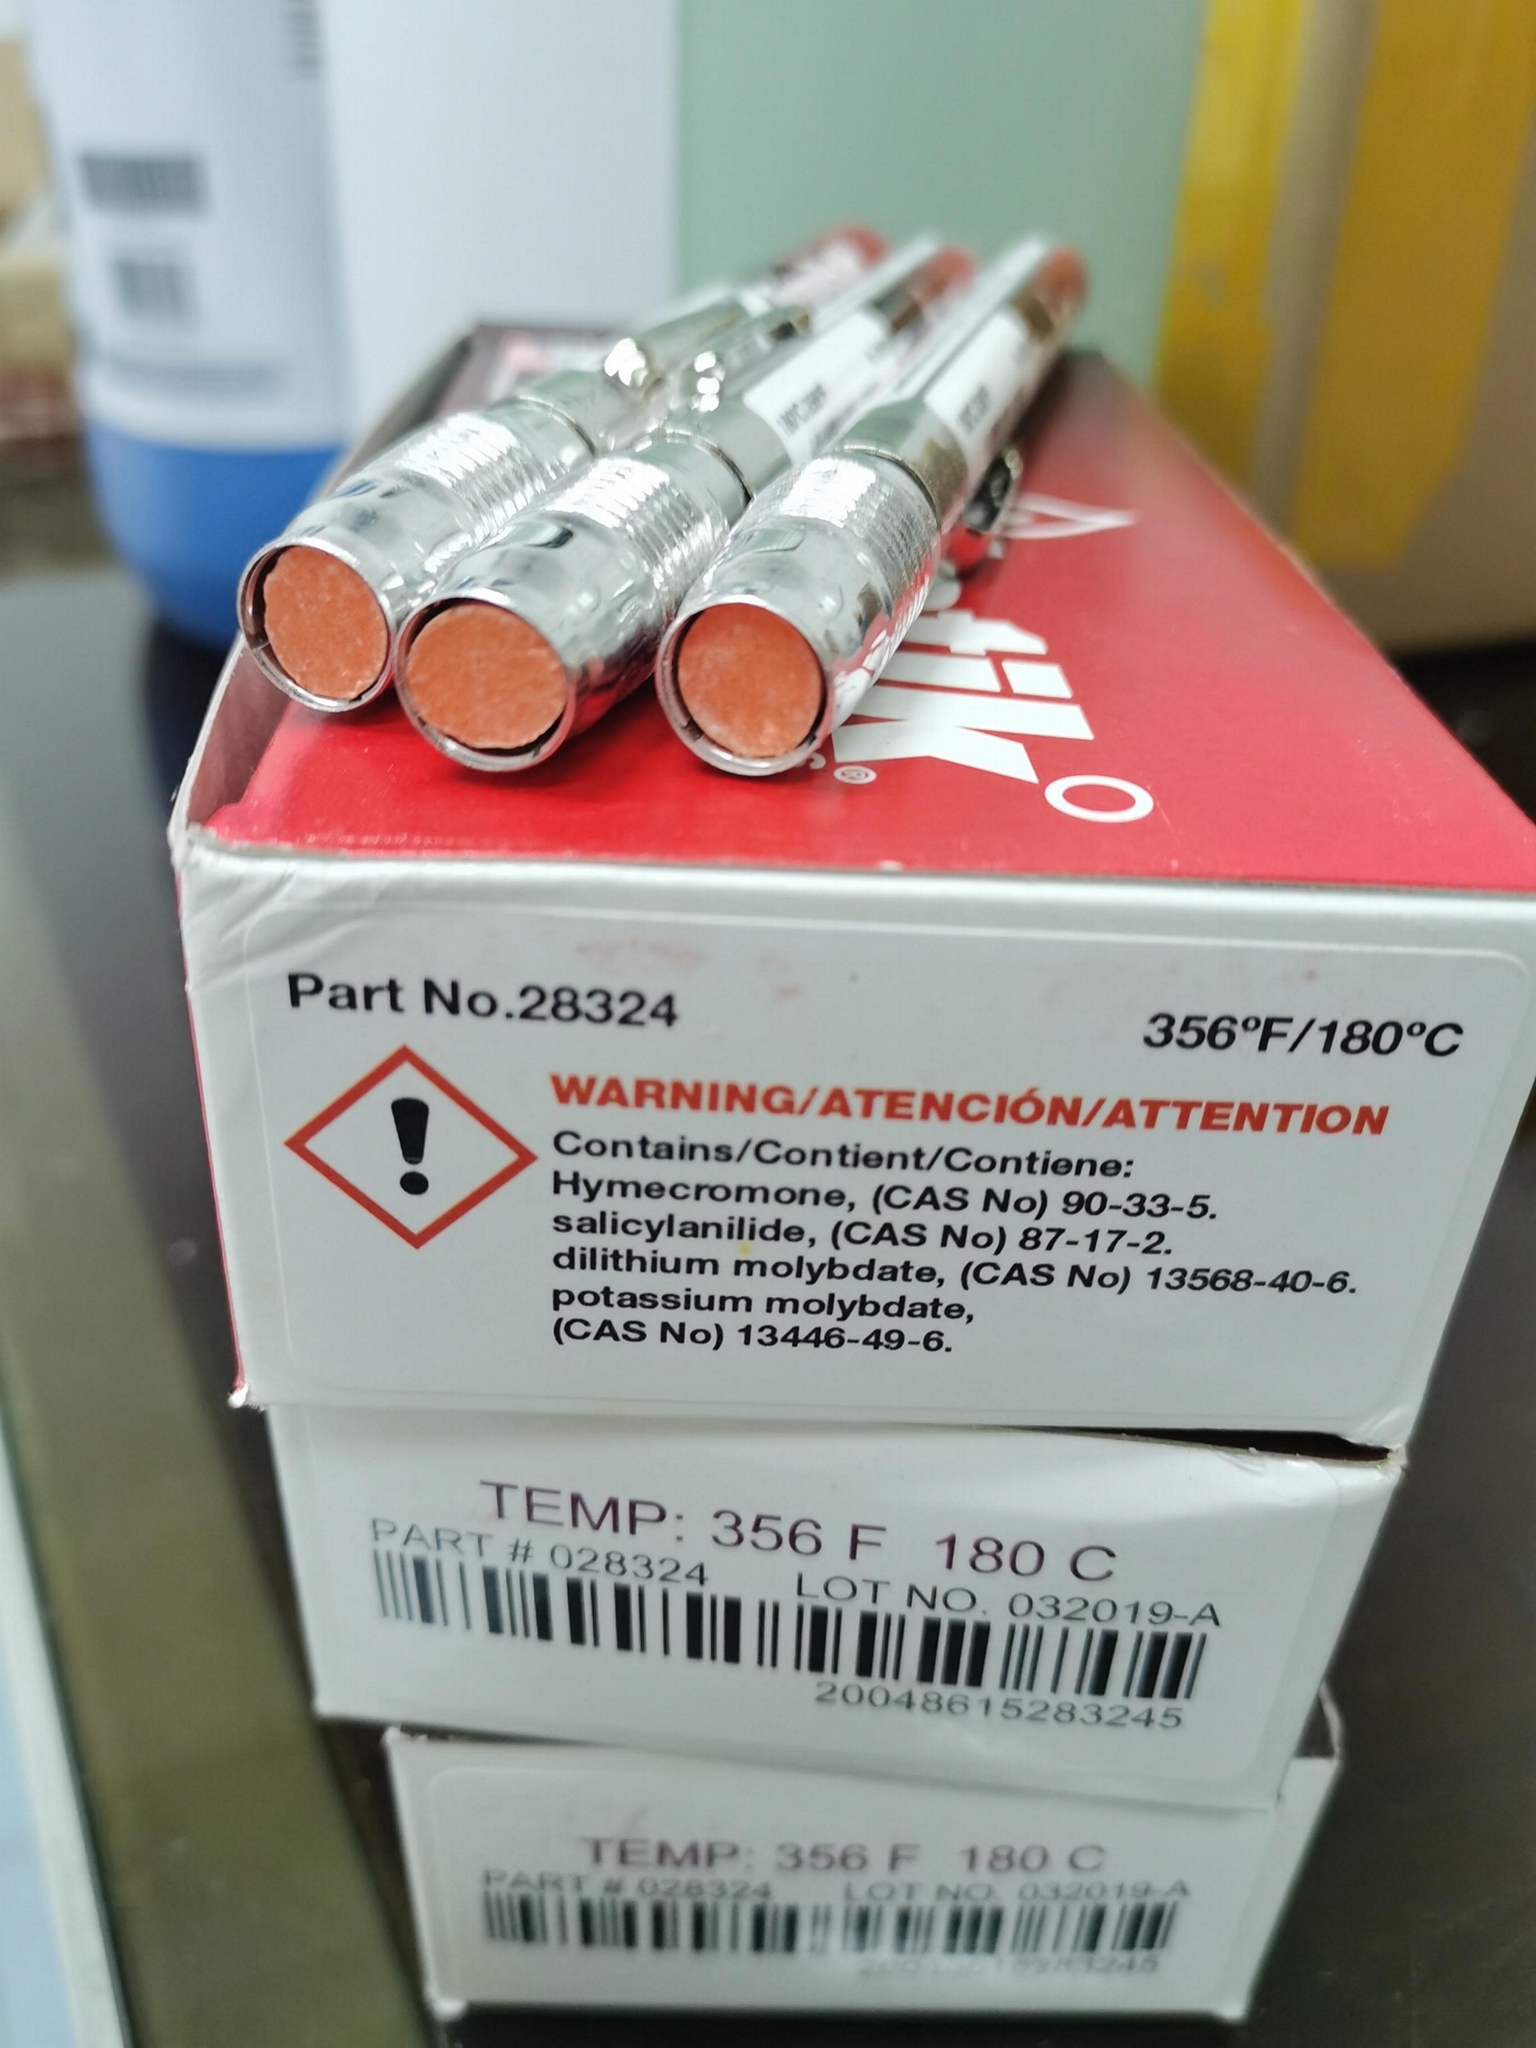 tik
®
Part No.28324
356ºF/180ºC
WARNING/ATENCIÓN/ATTENTION
Contains/Contient/Contiene:
Hymecromone, (CAS No) 90-33-5.
salicylanilide, (CAS No) 87-17-2.
dilithium molybdate, (CAS No) 13568-40-6.
potassium molybdate,
(CAS No) 13446-49-6.
TEMP: 356 F 180 C
PART # 028324 LOT NO. 032019-A
20048615283245
TEMP: 356 F 180 C
PART # 028324 LOT NO. 032019-A